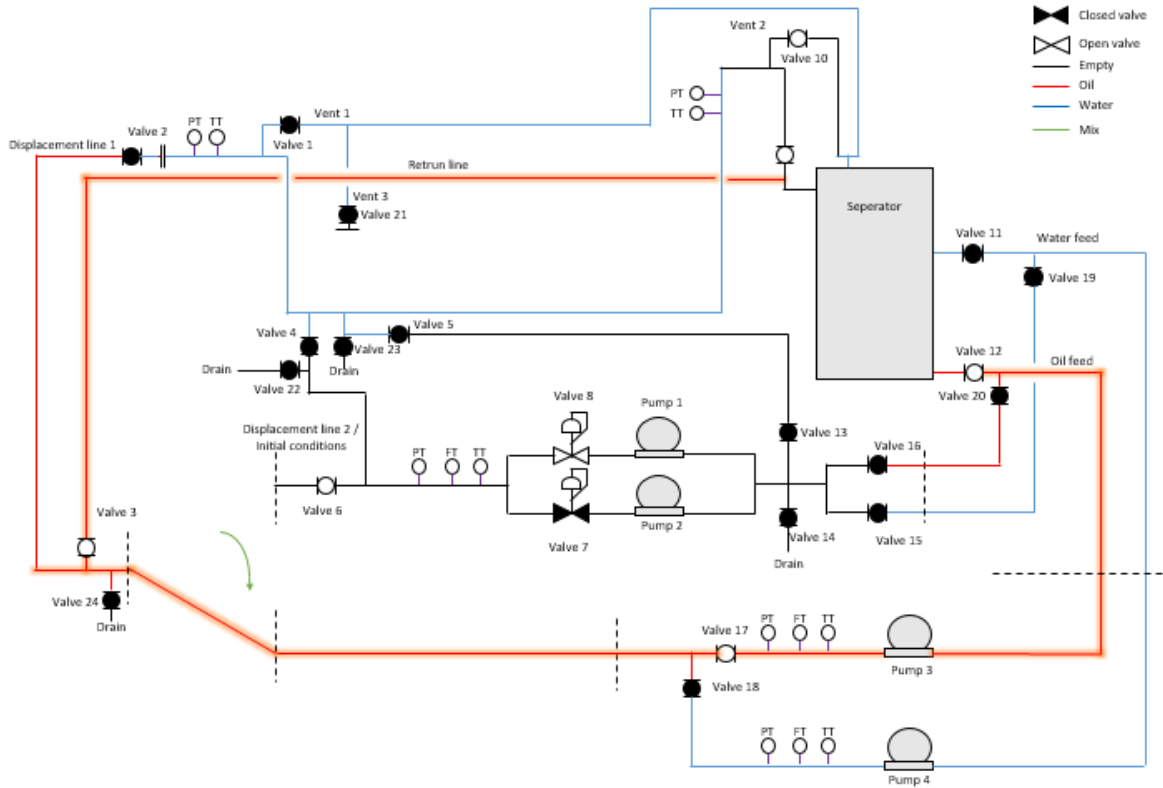 Closed valve
Open valve
Empty
Oil
Water
Mix
Vent 2
Valve 10
PT
TT
Displacement line 1
Valve 2
PT
TT
Vent 1
Valve 1
Retrun line
Vent 3
Valve 21
Seperator
Valve 11
Water feed
Valve 19
Valve 4
Valve 5
Valve 23
Drain
Drain
Valve 22
Valve 12
Oil feed
Valve 20
Valve 8
Pump 1
Displacement line 2 /
Initial conditions
PT
FT
TT
Valve 13
Valve 16
Valve 6
Pump 2
Valve 7
Valve 14
Valve 15
Drain
Valve 3
Valve 24
Drain
Valve 17
PT
FT
TT
Pump 3
Valve 18
PT
FT
TT
Pump 4